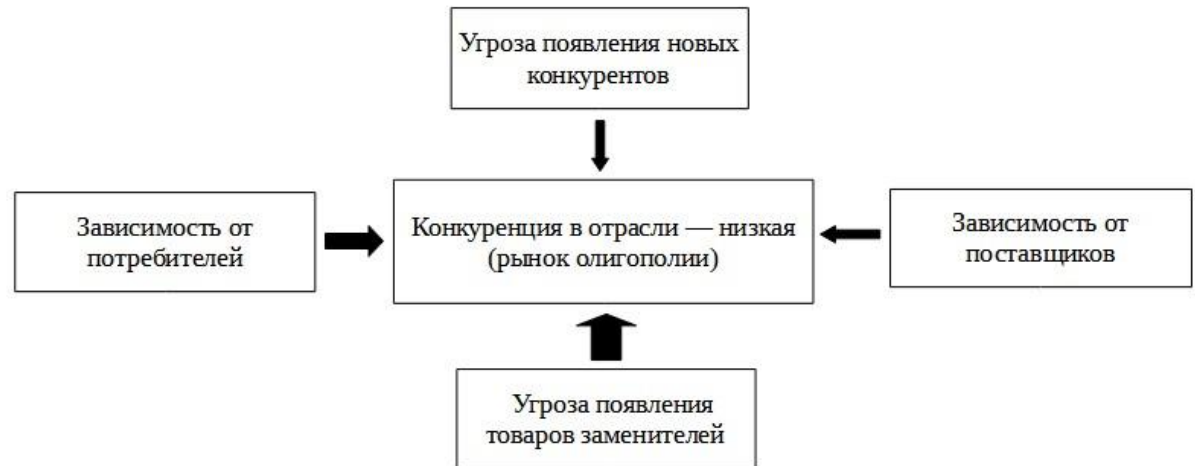 Угроза появления новых
конкурентов
Зависимость от
потребителей
Конкуренция в отрасли — низкая
(рынок олигополии)
Зависимость от
поставщиков
Угроза появления
товаров заменителей